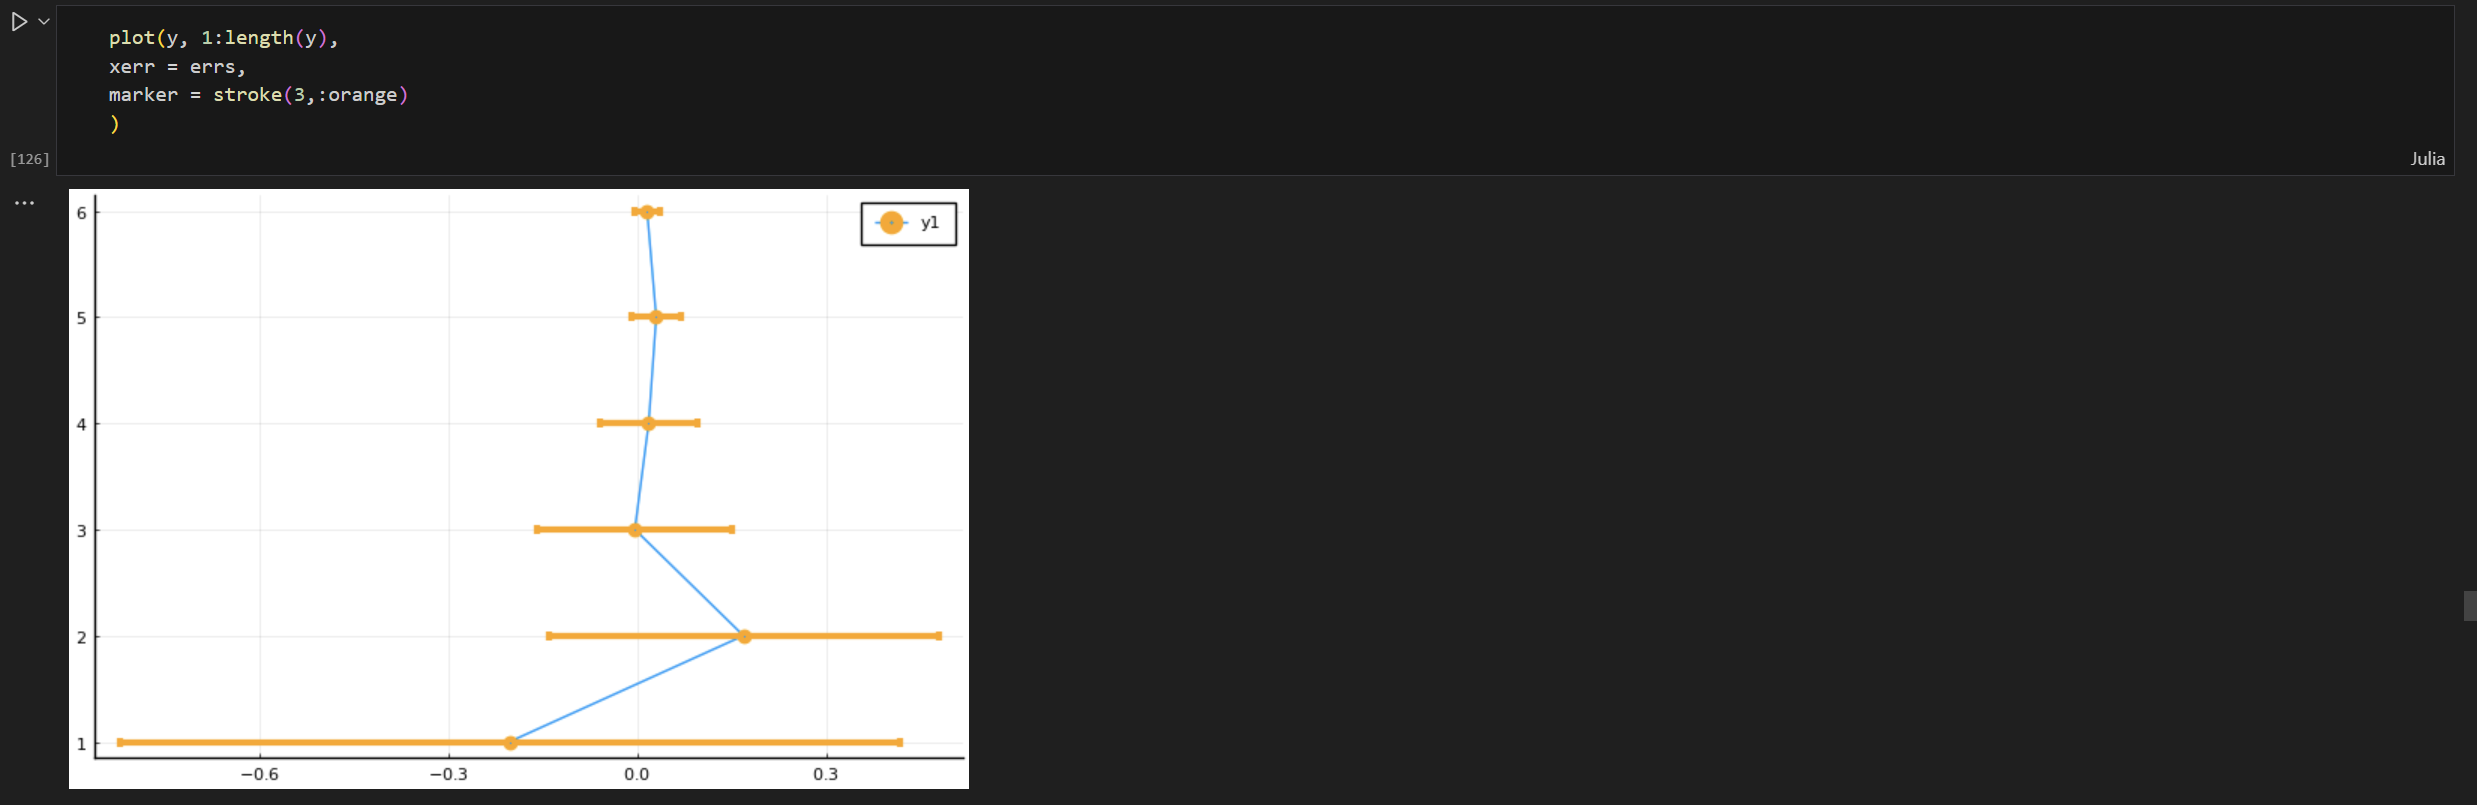 plot(y, 1:length(y),
xerr = errs,
marker = stroke(3,:orange)
)
[126]
Julia
6
y1
5
4
3
2
1
−0.6 −0.3 0.0 0.3